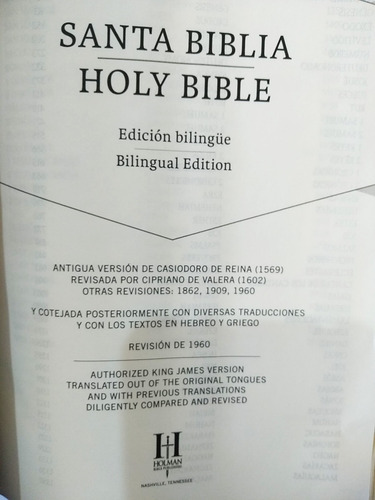 SANTA BIBLIA
HOLY BIBLE
Edición bilingüe
Bilingual Edition
ANTIGUA VERSIÓN DE CASIODORO DE REINA (1569)
REVISADA POR CIPRIANO DE VALERA (1602)
OTRAS REVISIONES: 1862, 1909, 1960
Y COTEJADA POSTERIORMENTE CON DIVERSAS TRADUCCIONES
Y CON LOS TEXTOS EN HEBREO Y GRIEGO
REVISIÓN DE 1960
AUTHORIZED KING JAMES VERSION
TRANSLATED OUT OF THE ORIGINAL TONGUES
AND WITH PREVIOUS TRANSLATIONS
DILIGENTLY COMPARED AND REVISED
HOLMAN
BIBLE PUBLISHERS
NASHVILLE, TENNESSEE